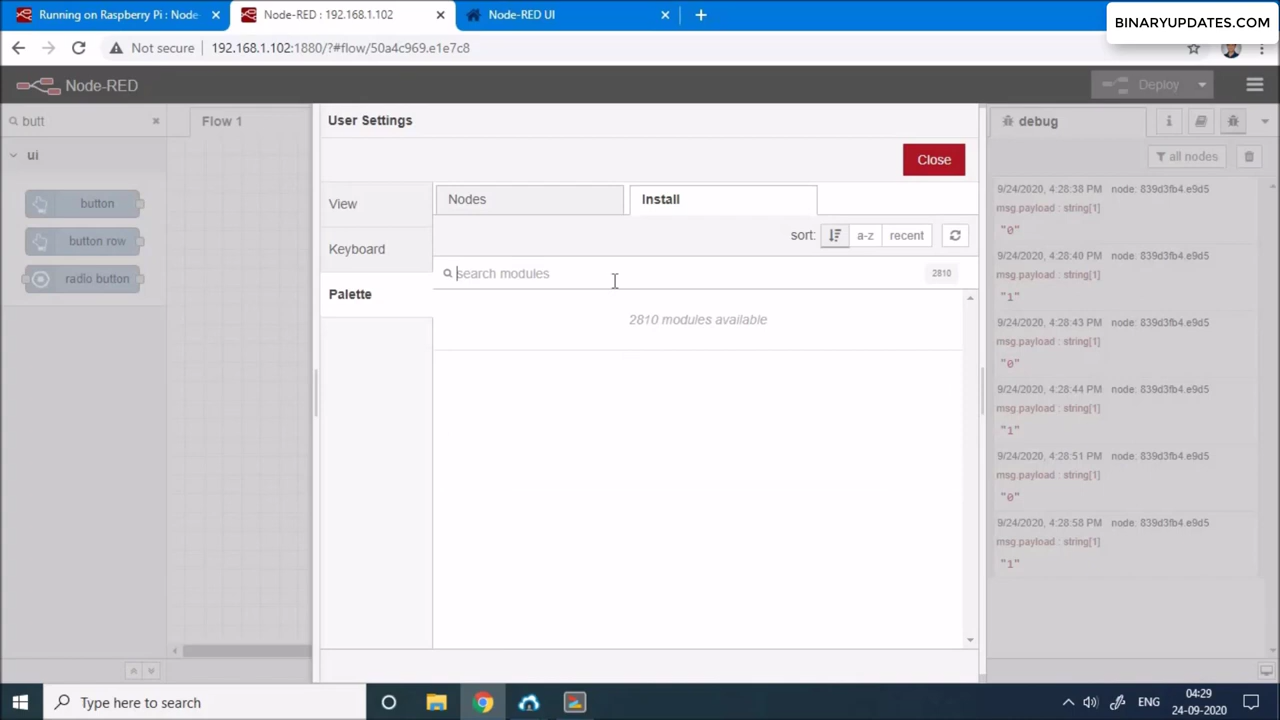 Running on Raspberry Pi : Node-
Node-RED : 192.168.1.102
Node-RED UI
BINARYUPDATES.COM
Not secure
192.168.1.102:1880/?#flow/50a4c969.e1e7c8
Node-RED
Deploy
butt
Flow 1
ui
button
button row
radio button
User Settings
Close
View
Keyboard
Palette
Nodes
Install
sort:
a-z
recent
search modules
2810
2810 modules available
debug
i
all nodes
9/24/2020, 4:28:38 PM node: 839d3fb4.e9d5
msg.payload : string[1]
"0"
9/24/2020, 4:28:40 PM node: 839d3fb4.e9d5
msg.payload : string[1]
"1"
9/24/2020, 4:28:43 PM node: 839d3fb4.e9d5
msg.payload : string[1]
"0"
9/24/2020, 4:28:44 PM node: 839d3fb4.e9d5
msg.payload : string[1]
"1"
9/24/2020, 4:28:51 PM node: 839d3fb4.e9d5
msg.payload : string[1]
"0"
9/24/2020, 4:28:58 PM node: 839d3fb4.e9d5
msg.payload : string[1]
"1"
Type here to search
ENG
04:29
24-09-2020